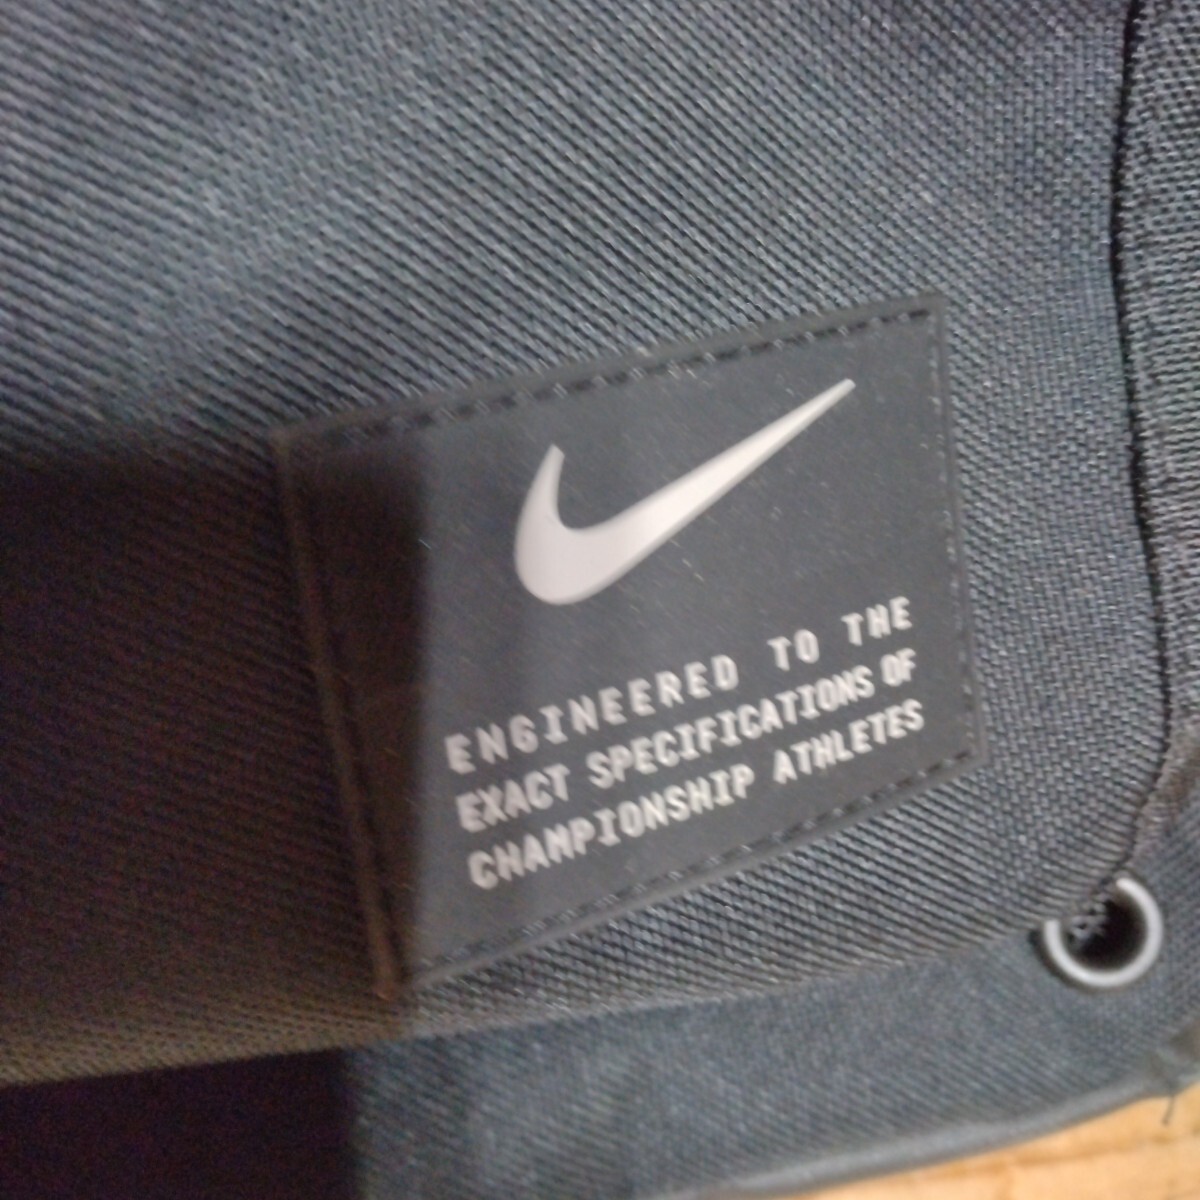 ENGINEERED TO THE
EXACT SPECIFICATIONS OF
CHAMPIONSHIP ATHLETES